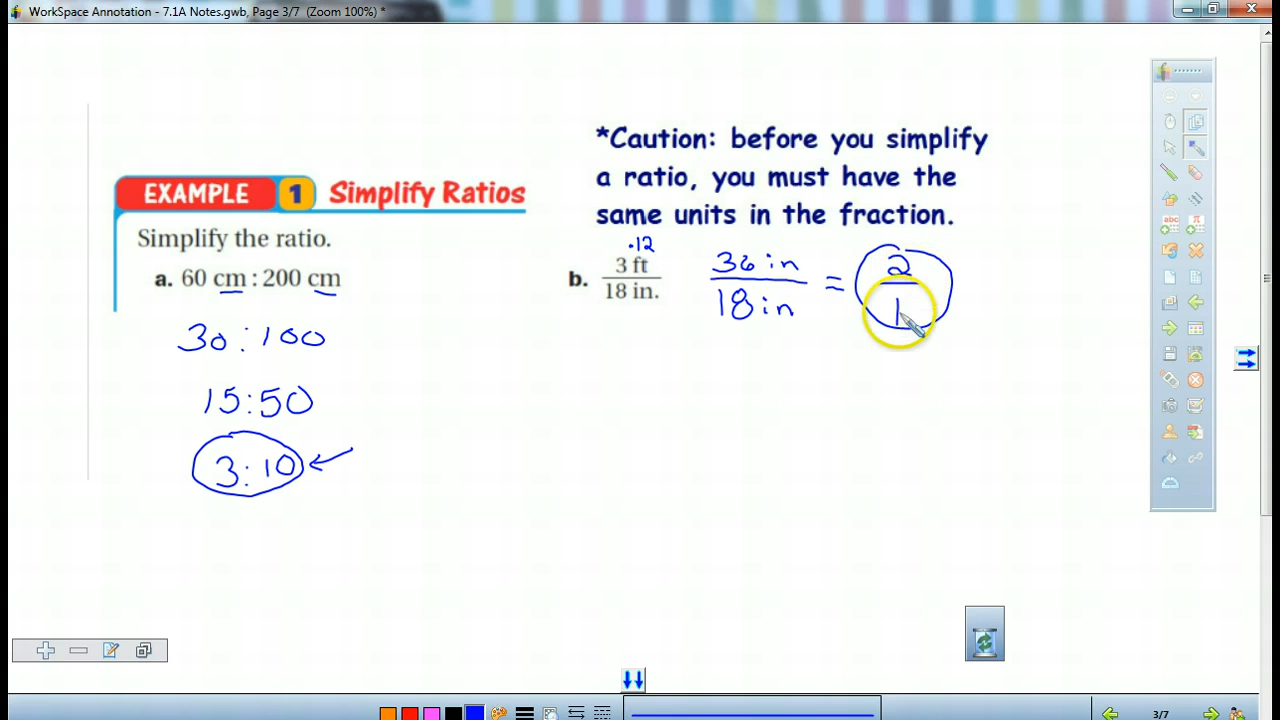 WorkSpace Annotation - 7.1A Notes.gwb, Page 3/7 (Zoom 100%) *
*Caution: before you simplify
a ratio, you must have the
same units in the fraction.
EXAMPLE 1 Simplify Ratios
Simplify the ratio.
a. 60 cm : 200 cm
30 : 100
15 : 50
3 : 10
·12
b. 3 ft
18 in.
36 in
18 in
=
2
1
abc
π
3/7